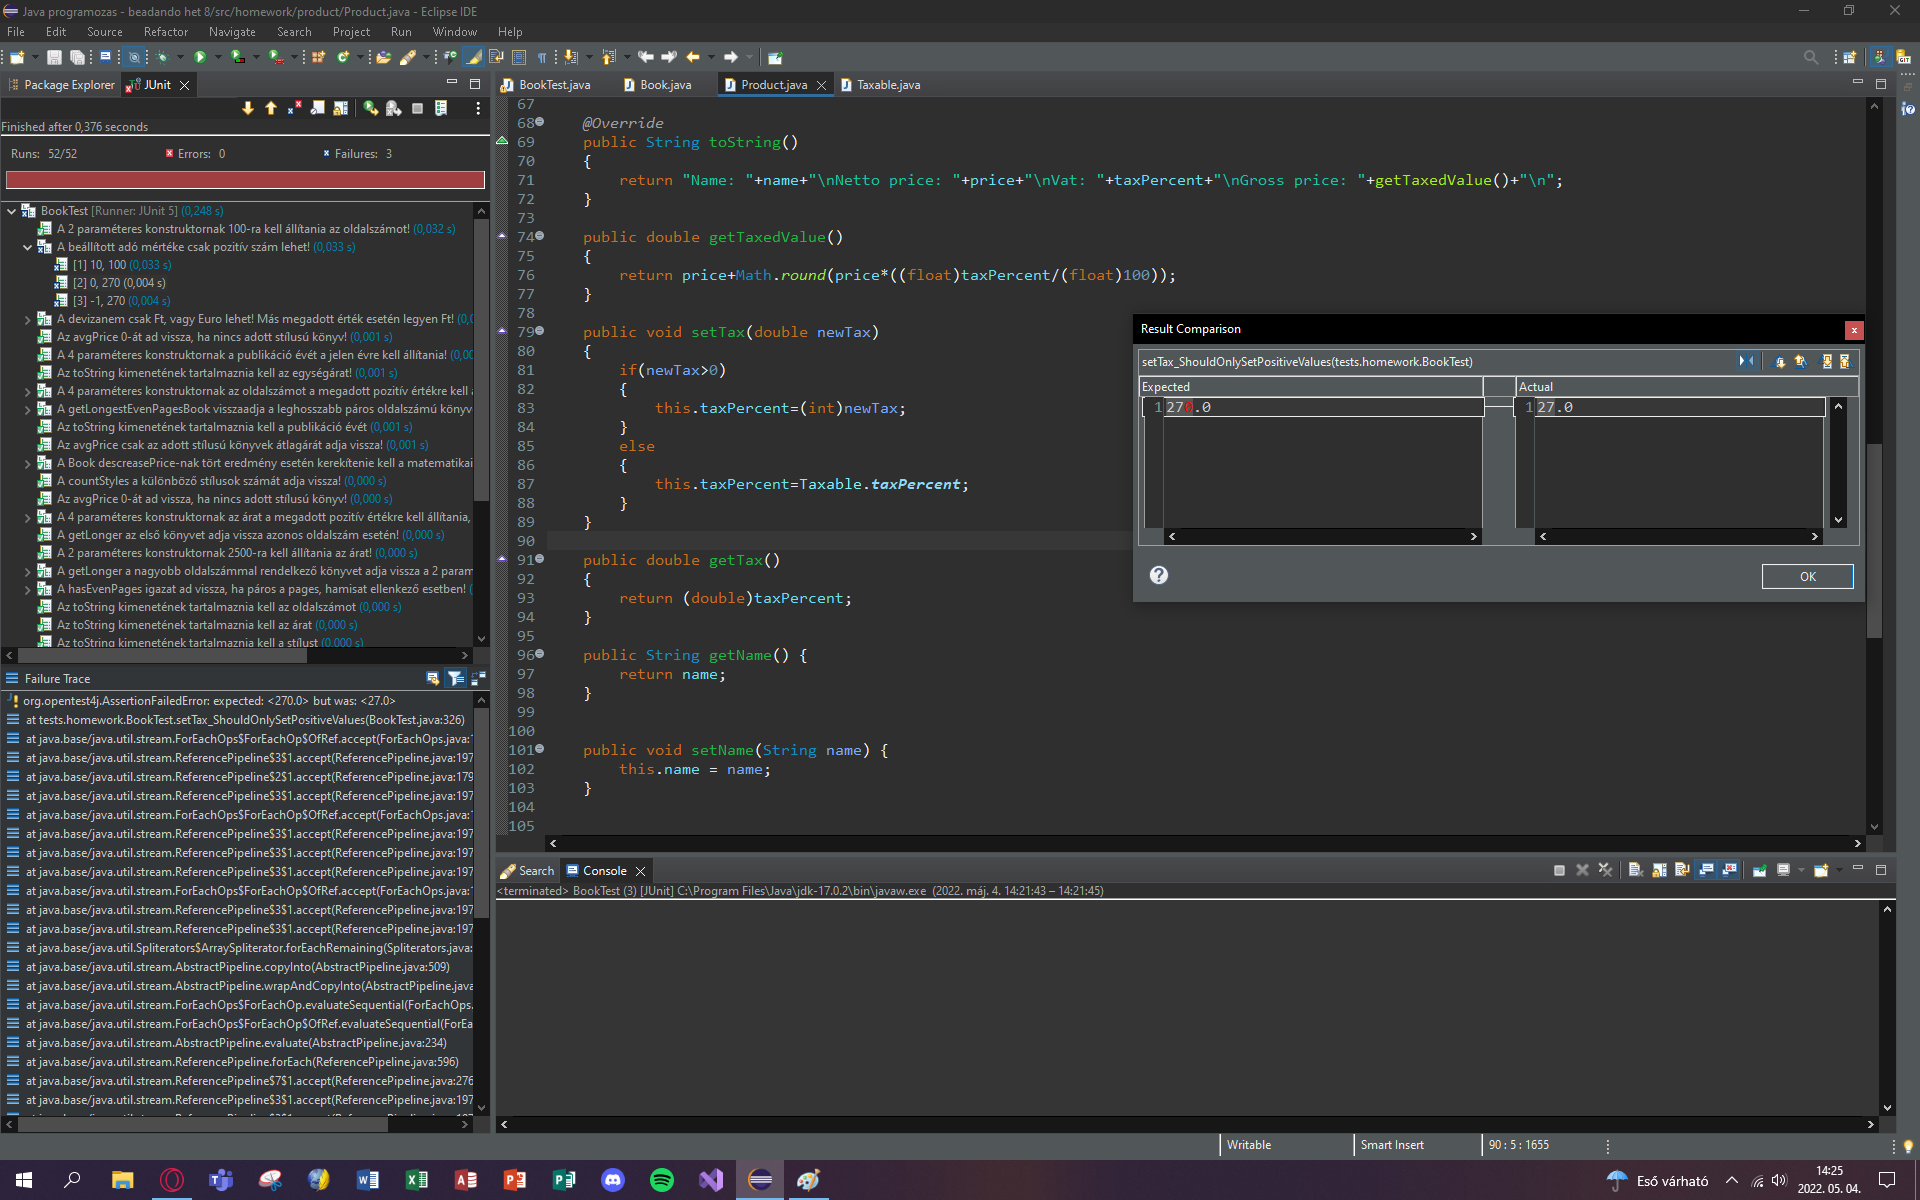 Java programozas - beadando het 8/src/homework/product/Product.java - Eclipse IDE
File Edit Source Refactor Navigate Search Project Run Window Help
Package Explorer JUnit
Finished after 0,376 seconds
Runs: 52/52 Errors: 0 Failures: 3
BookTest [Runner: JUnit 5] (0,248 s)
A 2 paraméteres konstruktornak 100-ra kell állítania az oldalszámot! (0,032 s)
A beállított adó mértéke csak pozitív szám lehet! (0,033 s)
[1] 10, 100 (0,033 s)
[2] 0, 270 (0,004 s)
[3] -1, 270 (0,004 s)
A devizanem csak Ft, vagy Euro lehet! Más megadott érték esetén legyen Ft! (0,0
Az avgPrice 0-át ad vissza, ha nincs adott stílusú könyv! (0,001 s)
A 4 paraméteres konstruktornak a publikáció évét a jelen évre kell állítania! (0,00
Az toString kimenetének tartalmaznia kell az egységárat! (0,001 s)
A 4 paraméteres konstruktornak az oldalszámot a megadott pozitív értékre kell á
A getLongestEvenPagesBook visszaadja a leghosszabb páros oldalszámú könyv
Az toString kimenetének tartalmaznia kell a publikáció évét (0,001 s)
Az avgPrice csak az adott stílusú könyvek átlagárát adja vissza! (0,001 s)
A Book descreasePrice-nak tört eredmény esetén kerekítenie kell a matematikai
A countStyles a különböző stílusok számát adja vissza! (0,000 s)
Az avgPrice 0-át ad vissza, ha nincs adott stílusú könyv! (0,000 s)
A 4 paraméteres konstruktornak az árat a megadott pozitív értékre kell állítania,
A getLonger az első könyvet adja vissza azonos oldalszám esetén! (0,000 s)
A 2 paraméteres konstruktornak 2500-ra kell állítania az árat! (0,000 s)
A getLonger a nagyobb oldalszámmal rendelkező könyvet adja vissza a 2 param
A hasEvenPages igazat ad vissza, ha páros a pages, hamisat ellenkező esetben! (
Az toString kimenetének tartalmaznia kell az oldalszámot (0,000 s)
Az toString kimenetének tartalmaznia kell az árat (0,000 s)
Az toString kimenetének tartalmaznia kell a stílust (0,000 s)
Failure Trace
org.opentest4j.AssertionFailedError: expected: <270.0> but was: <27.0>
at tests.homework.BookTest.setTax_ShouldOnlySetPositiveValues(BookTest.java:326)
at java.base/java.util.stream.ForEachOps$ForEachOp$OfRef.accept(ForEachOps.java:
at java.base/java.util.stream.ReferencePipeline$3$1.accept(ReferencePipeline.java:197
at java.base/java.util.stream.ReferencePipeline$2$1.accept(ReferencePipeline.java:179
at java.base/java.util.stream.ReferencePipeline$3$1.accept(ReferencePipeline.java:197
at java.base/java.util.stream.ForEachOps$ForEachOp$OfRef.accept(ForEachOps.java:
at java.base/java.util.stream.ReferencePipeline$3$1.accept(ReferencePipeline.java:197
at java.base/java.util.stream.ReferencePipeline$3$1.accept(ReferencePipeline.java:197
at java.base/java.util.stream.ReferencePipeline$3$1.accept(ReferencePipeline.java:197
at java.base/java.util.stream.ForEachOps$ForEachOp$OfRef.accept(ForEachOps.java:
at java.base/java.util.stream.ReferencePipeline$3$1.accept(ReferencePipeline.java:197
at java.base/java.util.stream.ReferencePipeline$3$1.accept(ReferencePipeline.java:197
at java.base/java.util.Spliterators$ArraySpliterator.forEachRemaining(Spliterators.java:
at java.base/java.util.stream.AbstractPipeline.copyInto(AbstractPipeline.java:509)
at java.base/java.util.stream.AbstractPipeline.wrapAndCopyInto(AbstractPipeline.java
at java.base/java.util.stream.ForEachOps$ForEachOp.evaluateSequential(ForEachOps.
at java.base/java.util.stream.ForEachOps$ForEachOp$OfRef.evaluateSequential(ForEa
at java.base/java.util.stream.AbstractPipeline.evaluate(AbstractPipeline.java:234)
at java.base/java.util.stream.ReferencePipeline.forEach(ReferencePipeline.java:596)
at java.base/java.util.stream.ReferencePipeline$7$1.accept(ReferencePipeline.java:276
at java.base/java.util.stream.ReferencePipeline$3$1.accept(ReferencePipeline.java:197
BookTest.java Book.java Product.java Taxable.java
67
68 @Override
69 public String toString()
70 {
71 return "Name: "+name+"\nNetto price: "+price+"\nVat: "+taxPercent+"\nGross price: "+getTaxedValue()+"\n";
72 }
73
74 public double getTaxedValue()
75 {
76 return price+Math.round(price*((float)taxPercent/(float)100));
77 }
78
79 public void setTax(double newTax)
80 {
81 if(newTax>0)
82 {
83 this.taxPercent=(int)newTax;
84 }
85 else
86 {
87 this.taxPercent=Taxable.taxPercent;
88 }
89 }
90
91 public double getTax()
92 {
93 return (double)taxPercent;
94 }
95
96 public String getName() {
97 return name;
98 }
99
100
101 public void setName(String name) {
102 this.name = name;
103 }
104
105
Result Comparison
setTax_ShouldOnlySetPositiveValues(tests.homework.BookTest)
Expected Actual
1 270.0 1 27.0
OK
Search Console
<terminated> BookTest (3) [JUnit] C:\Program Files\Java\jdk-17.0.2\bin\javaw.exe (2022. máj. 4. 14:21:43 – 14:21:45)
Writable Smart Insert 90 : 5 : 1655
Eső várható
14:25
2022. 05. 04.